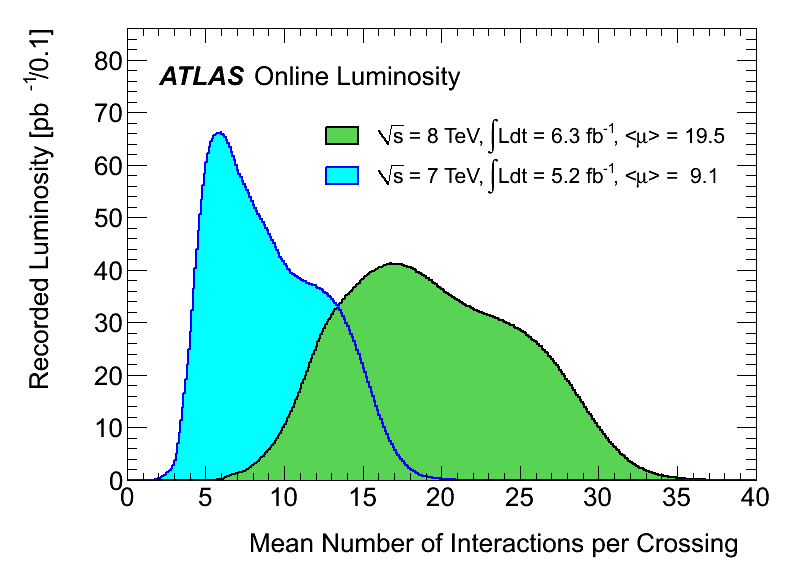 ATLAS Online Luminosity
√s = 8 TeV, ∫Ldt = 6.3 fb⁻¹, <μ> = 19.5
√s = 7 TeV, ∫Ldt = 5.2 fb⁻¹, <μ> = 9.1
Recorded Luminosity [pb ⁻¹/0.1]
80
70
60
50
40
30
20
10
0
0 5 10 15 20 25 30 35 40
Mean Number of Interactions per Crossing